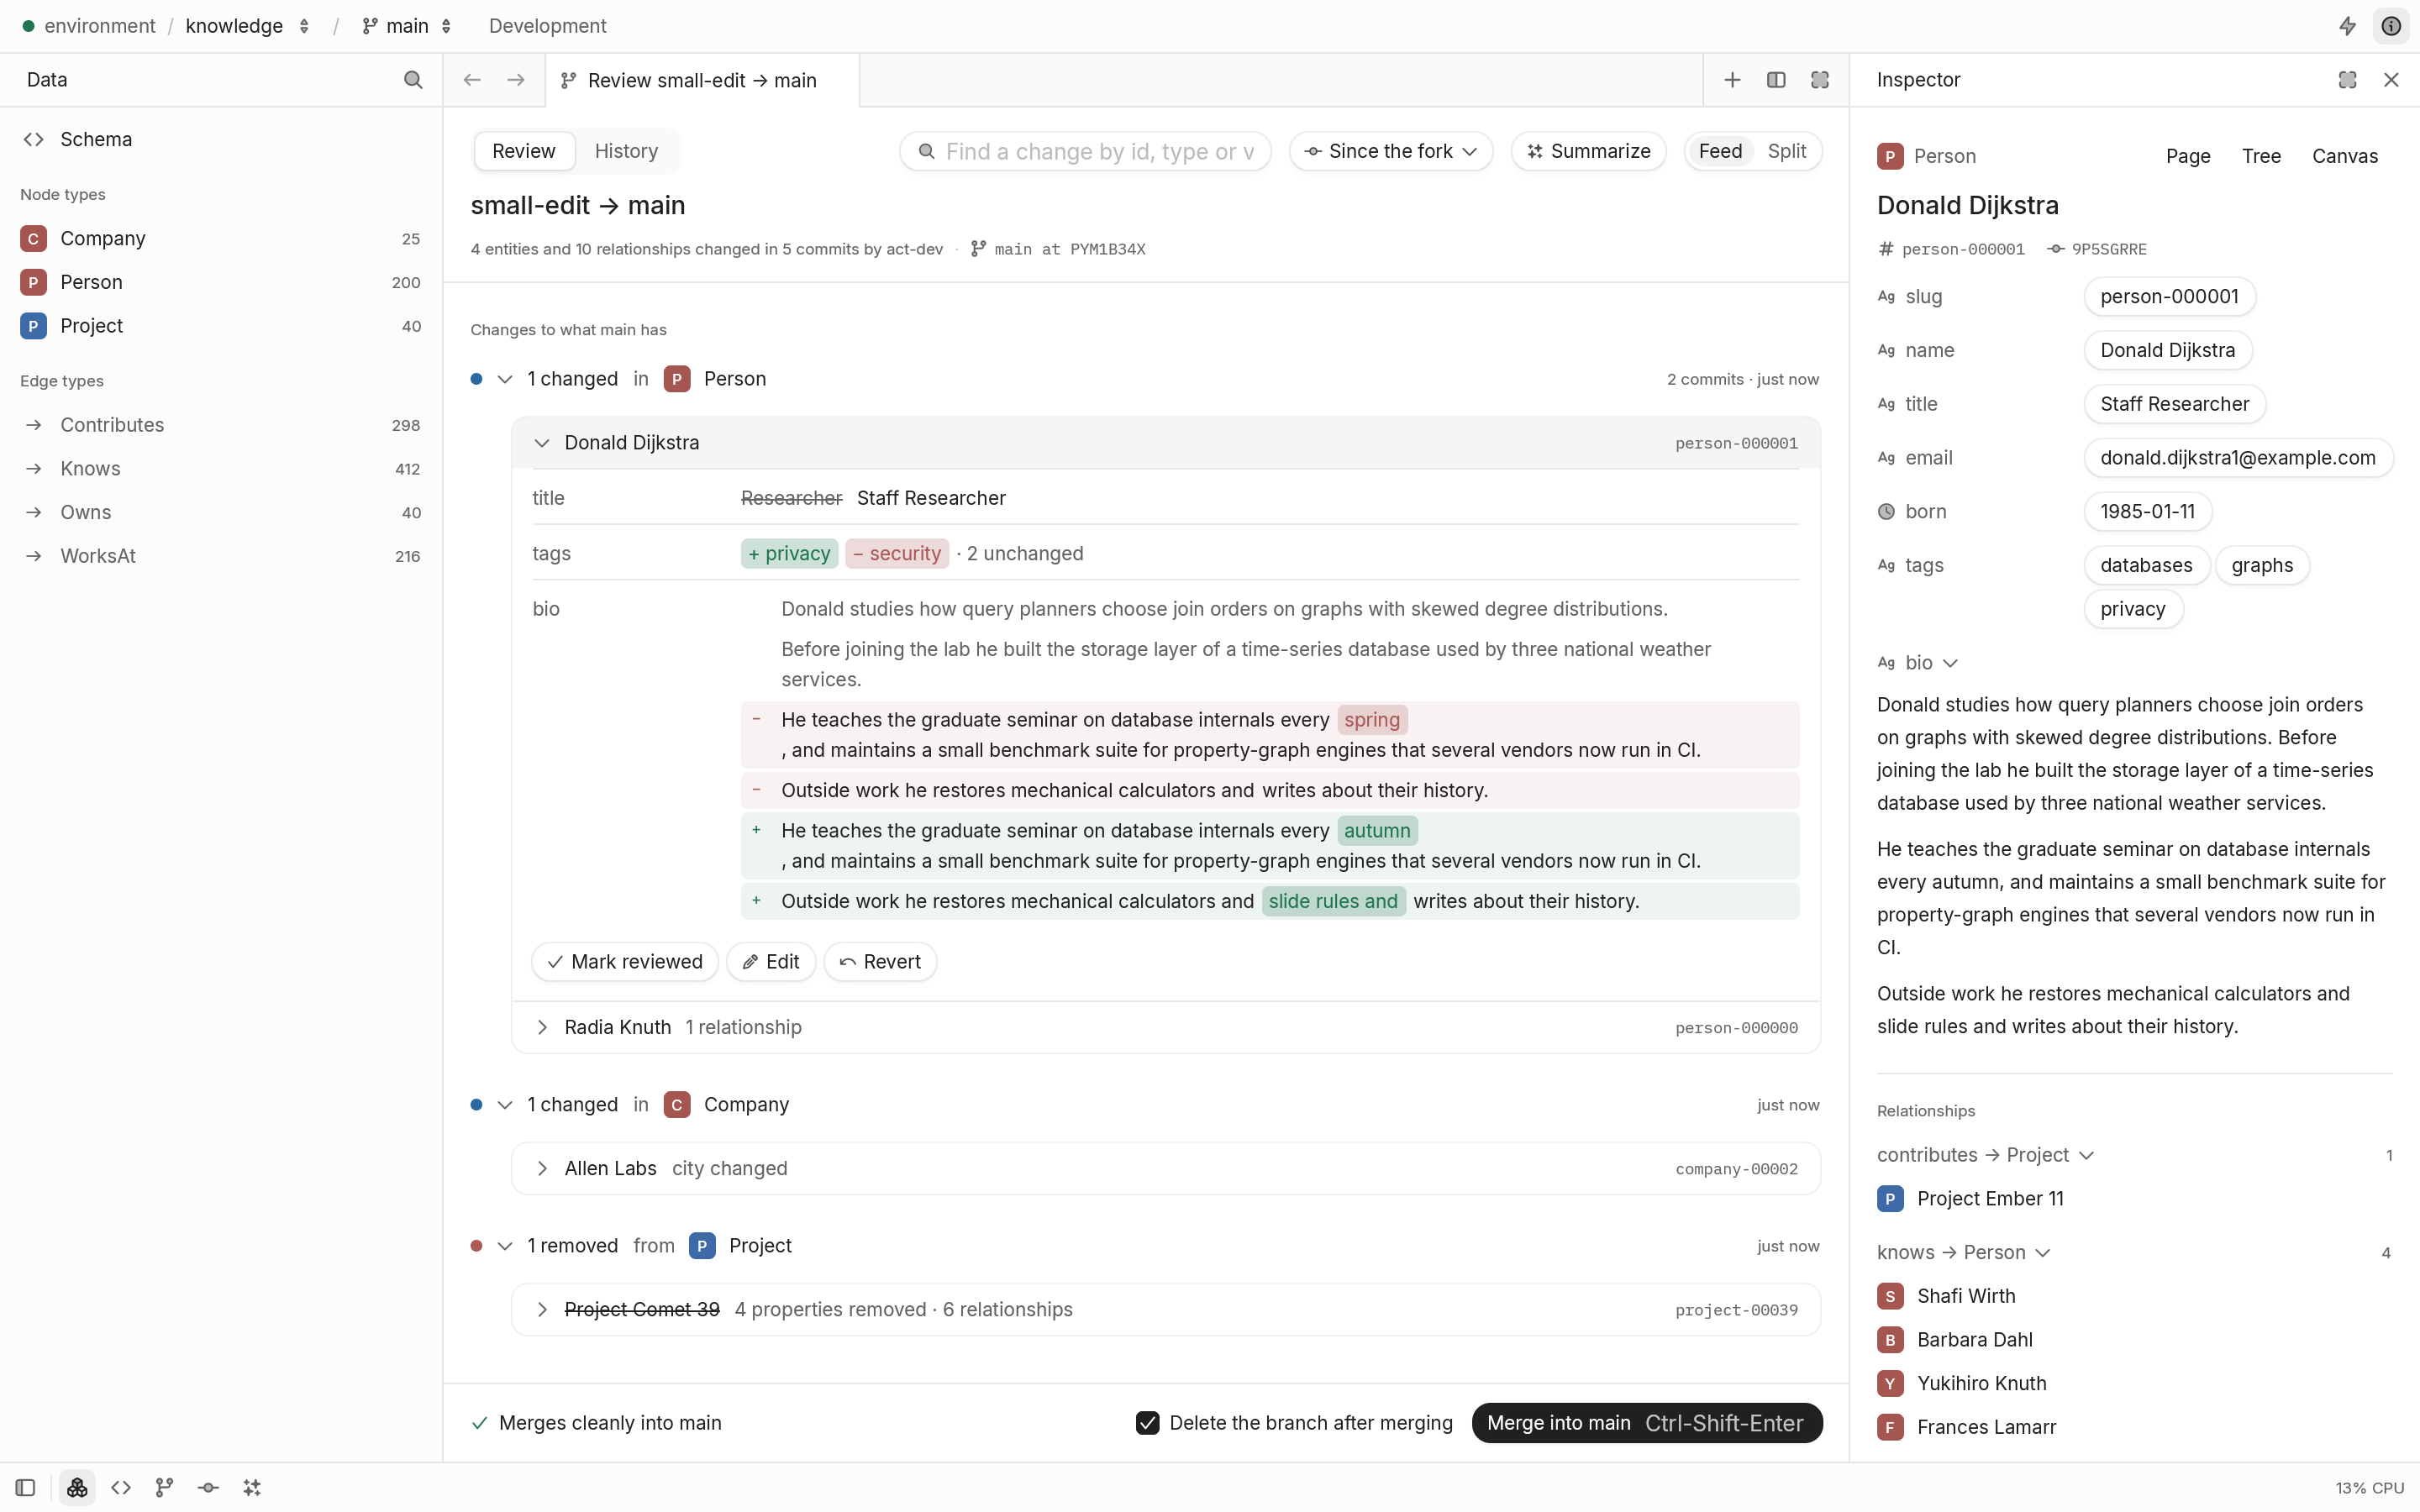 environment / knowledge / main Development
Data
Schema
Node types
C Company 25
P Person 200
P Project 40
Edge types
Contributes 298
Knows 412
Owns 40
WorksAt 216
Review small-edit → main
Review History
Find a change by id, type or v
Since the fork
Summarize
Feed Split
small-edit → main
4 entities and 10 relationships changed in 5 commits by act-dev · main at PYM1B34X
Changes to what main has
1 changed in P Person 2 commits · just now
Donald Dijkstra person-000001
title Researcher Staff Researcher
tags + privacy − security · 2 unchanged
bio Donald studies how query planners choose join orders on graphs with skewed degree distributions.
Before joining the lab he built the storage layer of a time-series database used by three national weather
services.
− He teaches the graduate seminar on database internals every spring
, and maintains a small benchmark suite for property-graph engines that several vendors now run in CI.
− Outside work he restores mechanical calculators and writes about their history.
+ He teaches the graduate seminar on database internals every autumn
, and maintains a small benchmark suite for property-graph engines that several vendors now run in CI.
+ Outside work he restores mechanical calculators and slide rules and writes about their history.
Mark reviewed Edit Revert
Radia Knuth 1 relationship person-000000
1 changed in C Company just now
Allen Labs city changed company-00002
1 removed from P Project just now
Project Comet 39 4 properties removed · 6 relationships project-00039
Merges cleanly into main
Delete the branch after merging
Merge into main Ctrl-Shift-Enter
Inspector
P Person Page Tree Canvas
Donald Dijkstra
# person-000001 9P5SGRRE
Ag slug person-000001
Ag name Donald Dijkstra
Ag title Staff Researcher
Ag email donald.dijkstra1@example.com
born 1985-01-11
Ag tags databases graphs
privacy
Ag bio
Donald studies how query planners choose join orders
on graphs with skewed degree distributions. Before
joining the lab he built the storage layer of a time-series
database used by three national weather services.
He teaches the graduate seminar on database internals
every autumn, and maintains a small benchmark suite for
property-graph engines that several vendors now run in
CI.
Outside work he restores mechanical calculators and
slide rules and writes about their history.
Relationships
contributes → Project 1
P Project Ember 11
knows → Person 4
S Shafi Wirth
B Barbara Dahl
Y Yukihiro Knuth
F Frances Lamarr
13% CPU